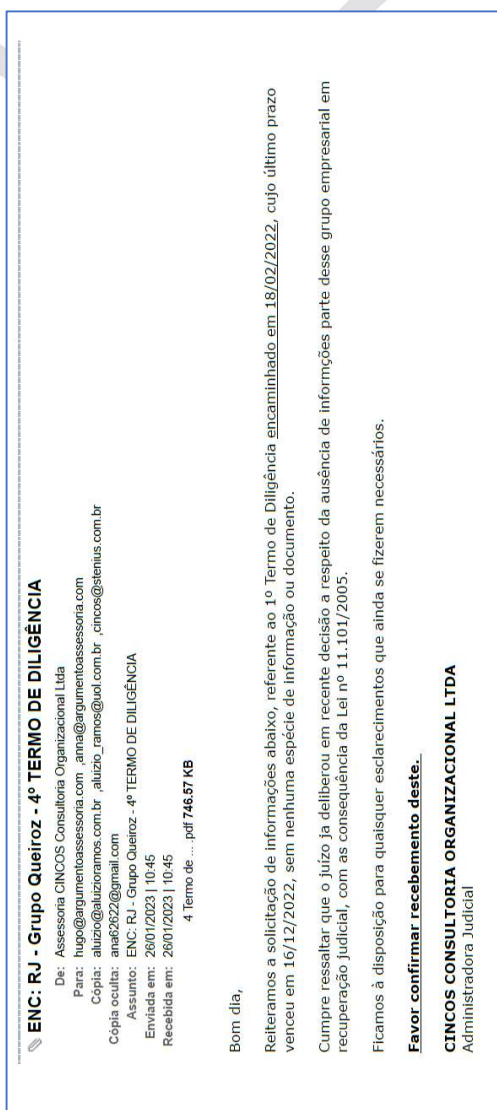 ENC: RJ - Grupo Queiroz - 4º TERMO DE DILIGÊNCIA
De: Assessoria CINCOS Consultoria Organizacional Ltda
Para: hugo@argumentoassessoria.com ,anna@argumentoassessoria.com
Cópia: aluizio@aluizioramos.com.br ,aluizio_ramos@uol.com.br ,cincos@stenius.com.br
Cópia oculta: ana62622@gmail.com
Assunto: ENC: RJ - Grupo Queiroz - 4º TERMO DE DILIGÊNCIA
Enviada em: 26/01/2023 | 10:45
Recebida em: 26/01/2023 | 10:45
4 Termo de ... .pdf 746.57 KB
Bom dia,
Reiteramos a solicitação de informações abaixo, referente ao 1º Termo de Diligência encaminhado em 18/02/2022, cujo último prazo
venceu em 16/12/2022, sem nenhuma espécie de informação ou documento.
Cumpre ressaltar que o juízo ja deliberou em recente decisão a respeito da ausência de informções parte desse grupo empresarial em
recuperação judicial, com as consequência da Lei nº 11.101/2005.
Ficamos à disposição para quaisquer esclarecimentos que ainda se fizerem necessários.
Favor confirmar recebemento deste.
CINCOS CONSULTORIA ORGANIZACIONAL LTDA
Administradora Judicial